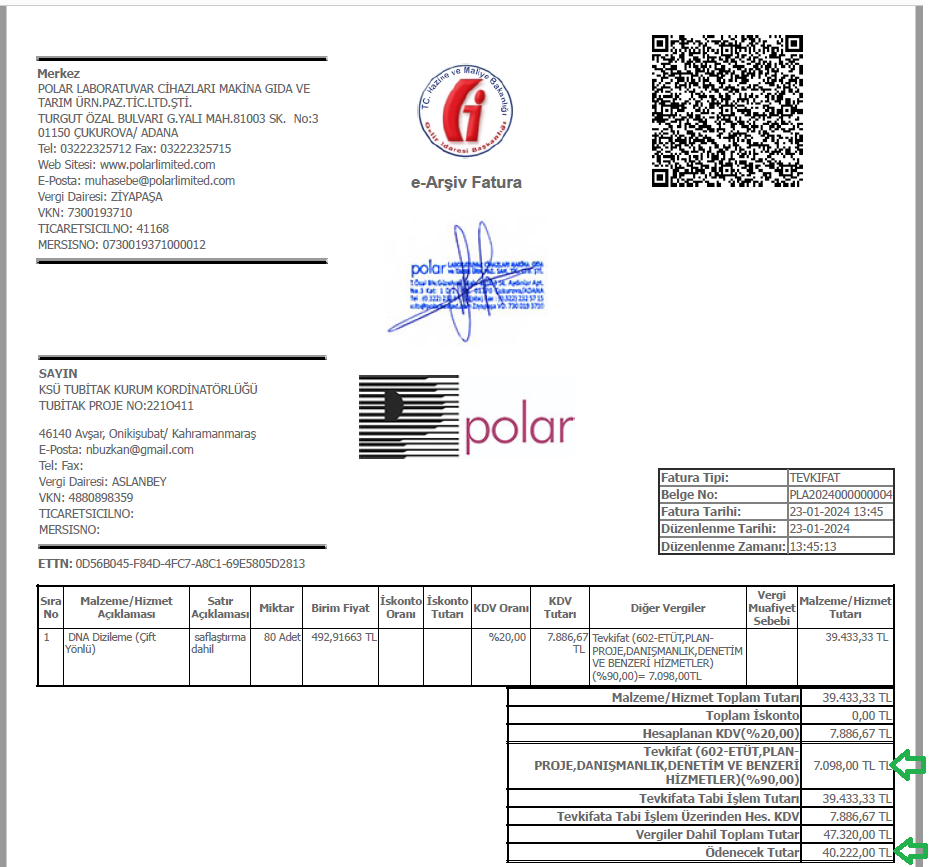 Merkez
POLAR LABORATUVAR CİHAZLARI MAKİNA GIDA VE
TARIM ÜRN.PAZ.TİC.LTD.ŞTİ.
TURGUT ÖZAL BULVARI G.YALI MAH.81003 SK. No:3
01150 ÇUKUROVA/ ADANA
Tel: 03222325712 Fax: 03222325715
Web Sitesi: www.polarlimited.com
E-Posta: muhasebe@polarlimited.com
Vergi Dairesi: ZİYAPAŞA
VKN: 7300193710
TICARETSICILNO: 41168
MERSISNO: 0730019371000012
T.C. Hazine ve Maliye Bakanlığı
Gelir İdaresi Başkanlığı
e-Arşiv Fatura
polar
SAYIN
KSÜ TUBİTAK KURUM KORDİNATÖRLÜĞÜ
TUBİTAK PROJE NO:221O411
46140 Avşar, Onikişubat/ Kahramanmaraş
E-Posta: nbuzkan@gmail.com
Tel: Fax:
Vergi Dairesi: ASLANBEY
VKN: 4880898359
TICARETSICILNO:
MERSISNO:
polar
Fatura Tipi: TEVKIFAT
Belge No: PLA2024000000004
Fatura Tarihi: 23-01-2024 13:45
Düzenlenme Tarihi: 23-01-2024
Düzenlenme Zamanı: 13:45:13
ETTN: 0D56B045-F84D-4FC7-A8C1-69E5805D2813
Sıra No Malzeme/Hizmet Açıklaması Satır Açıklaması Miktar Birim Fiyat İskonto Oranı İskonto Tutarı KDV Oranı KDV Tutarı Diğer Vergiler Vergi Muafiyet Sebebi Malzeme/Hizmet Tutarı
1 DNA Dizileme (Çift Yönlü) saflaştırma dahil 80 Adet 492,91663 TL %20,00 7.886,67 TL Tevkifat (602-ETÜT,PLAN-PROJE,DANIŞMANLIK,DENETİM VE BENZERİ HİZMETLER)(%90,00)= 7.098,00TL 39.433,33 TL
Malzeme/Hizmet Toplam Tutarı 39.433,33 TL
Toplam İskonto 0,00 TL
Hesaplanan KDV(%20,00) 7.886,67 TL
Tevkifat (602-ETÜT,PLAN-
PROJE,DANIŞMANLIK,DENETİM VE BENZERİ 7.098,00 TL TL
HİZMETLER)(%90,00)
Tevkifata Tabi İşlem Tutarı 39.433,33 TL
Tevkifata Tabi İşlem Üzerinden Hes. KDV 7.886,67 TL
Vergiler Dahil Toplam Tutar 47.320,00 TL
Ödenecek Tutar 40.222,00 TL